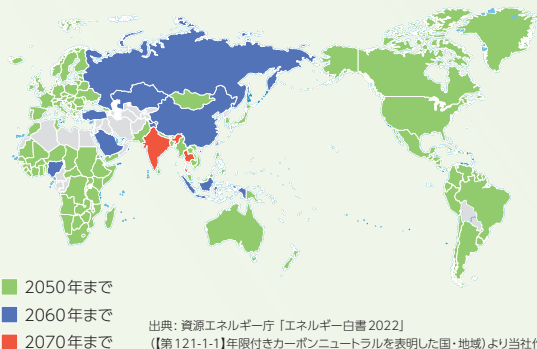 2050年まで
2060年まで
2070年まで
出典：資源エネルギー庁「エネルギー白書2022」
（【第121-1-1】年限付きカーボンニュートラルを表明した国・地域）より当社